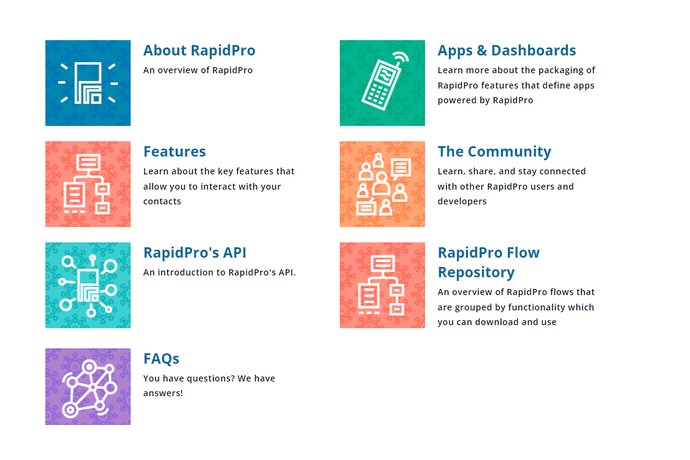 About RapidPro
An overview of RapidPro
Apps & Dashboards
Learn more about the packaging of
RapidPro features that define apps
powered by RapidPro
Features
Learn about the key features that
allow you to interact with your
contacts
The Community
Learn, share, and stay connected
with other RapidPro users and
developers
RapidPro's API
An introduction to RapidPro's API.
RapidPro Flow
Repository
An overview of RapidPro flows that
are grouped by functionality which
you can download and use
FAQs
You have questions? We have
answers!